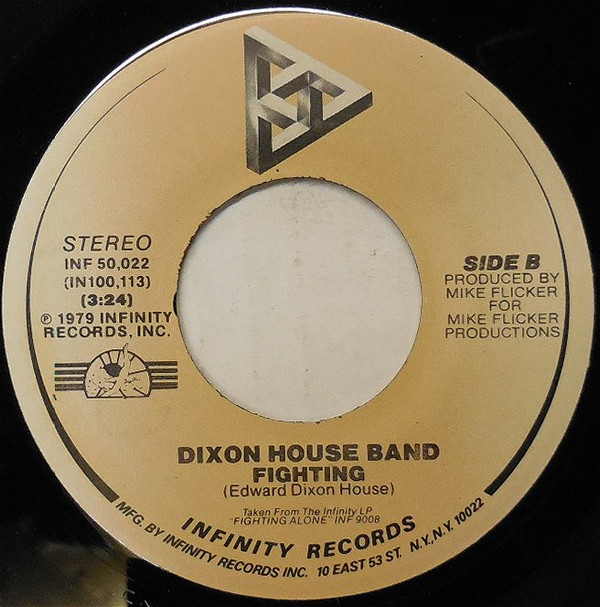 STEREO
INF 50,022
(IN100,113)
(3:24)
℗ 1979 INFINITY
RECORDS, INC.
SIDE B
PRODUCED BY
MIKE FLICKER
FOR
MIKE FLICKER
PRODUCTIONS
DIXON HOUSE BAND
FIGHTING
(Edward Dixon House)
Taken From The Infinity LP
"FIGHTING ALONE" INF 9008
INFINITY RECORDS
MFG. BY INFINITY RECORDS INC. 10 EAST 53 ST. N.Y., N.Y. 10022